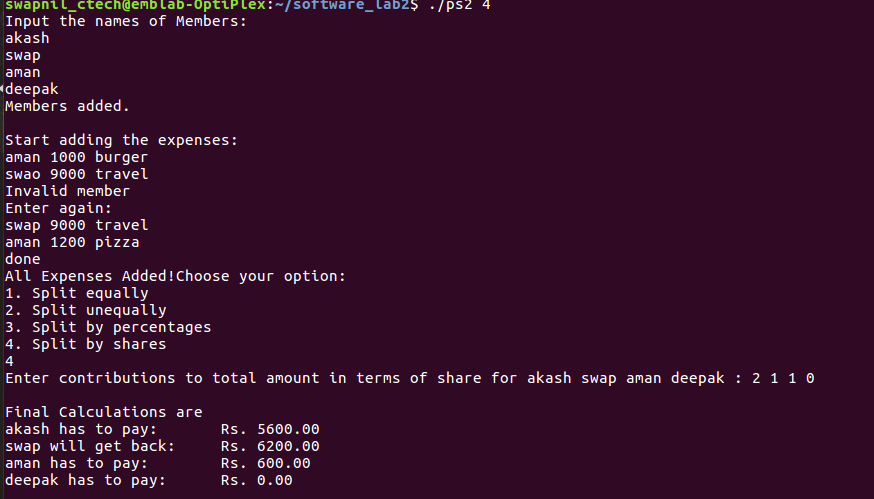 swapnil_ctech@emblab-OptiPlex:~/software_lab2$ ./ps2 4
Input the names of Members:
akash
swap
aman
deepak
Members added.
Start adding the expenses:
aman 1000 burger
swao 9000 travel
Invalid member
Enter again:
swap 9000 travel
aman 1200 pizza
done
All Expenses Added!Choose your option:
1. Split equally
2. Split unequally
3. Split by percentages
4. Split by shares
4
Enter contributions to total amount in terms of share for akash swap aman deepak : 2 1 1 0
Final Calculations are
akash has to pay: Rs. 5600.00
swap will get back: Rs. 6200.00
aman has to pay: Rs. 600.00
deepak has to pay: Rs. 0.00